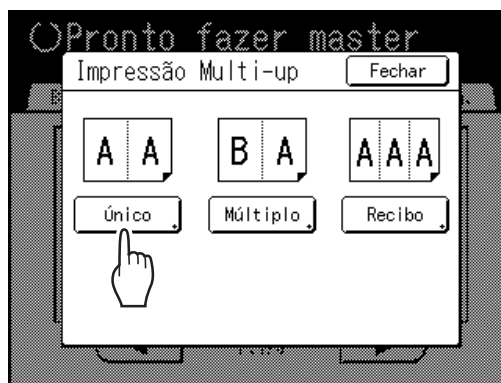 Pronto fazer master
Impressão Multi-up
Fechar
A A
B A
A A A
Único
Múltiplo
Recibo